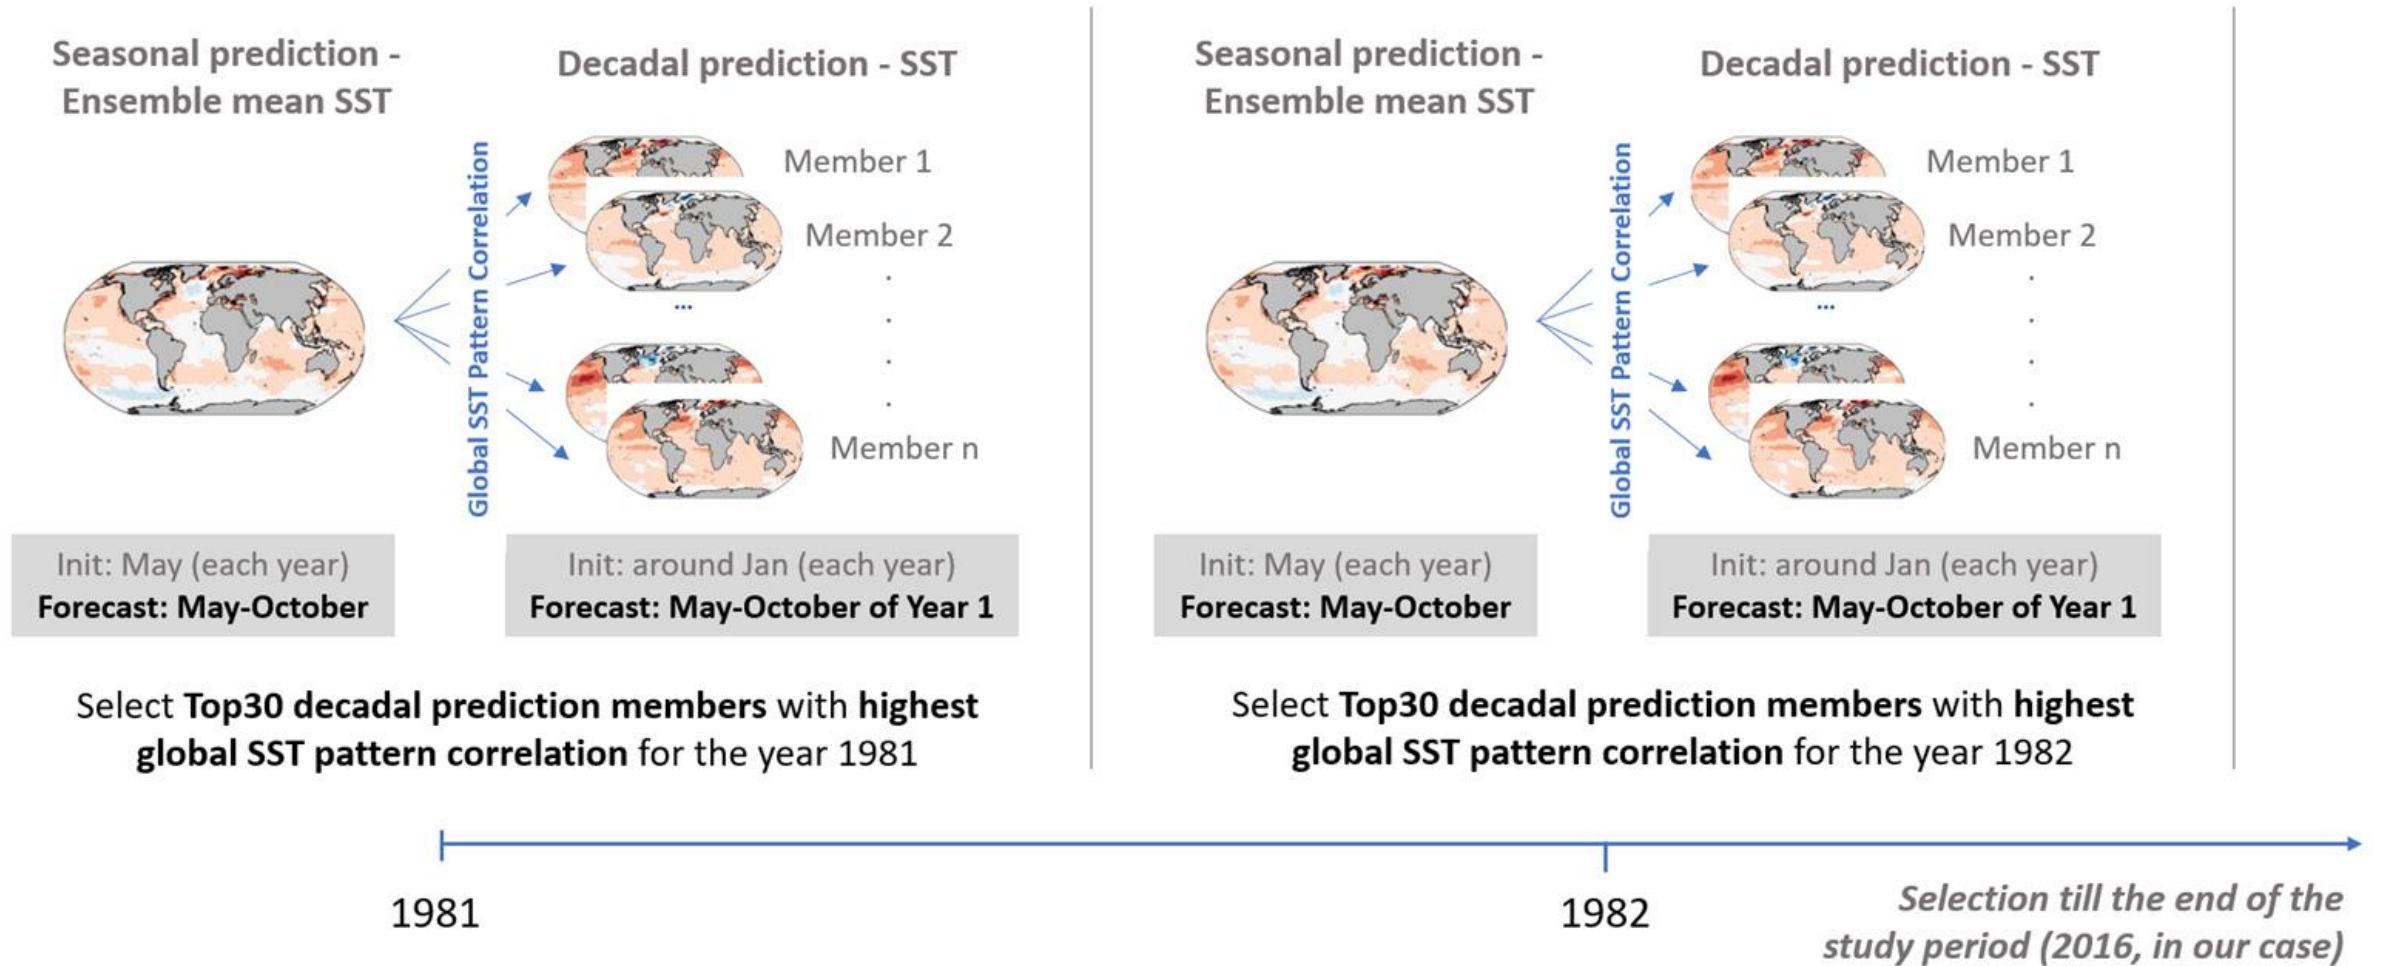 Seasonal prediction -
Ensemble mean SST
Decadal prediction - SST
Global SST Pattern Correlation
Member 1
Member 2
...
Member n
Init: May (each year)
Forecast: May-October
Init: around Jan (each year)
Forecast: May-October of Year 1
Select Top30 decadal prediction members with highest
global SST pattern correlation for the year 1981
Seasonal prediction -
Ensemble mean SST
Decadal prediction - SST
Global SST Pattern Correlation
Member 1
Member 2
...
Member n
Init: May (each year)
Forecast: May-October
Init: around Jan (each year)
Forecast: May-October of Year 1
Select Top30 decadal prediction members with highest
global SST pattern correlation for the year 1982
1981
1982
Selection till the end of the
study period (2016, in our case)